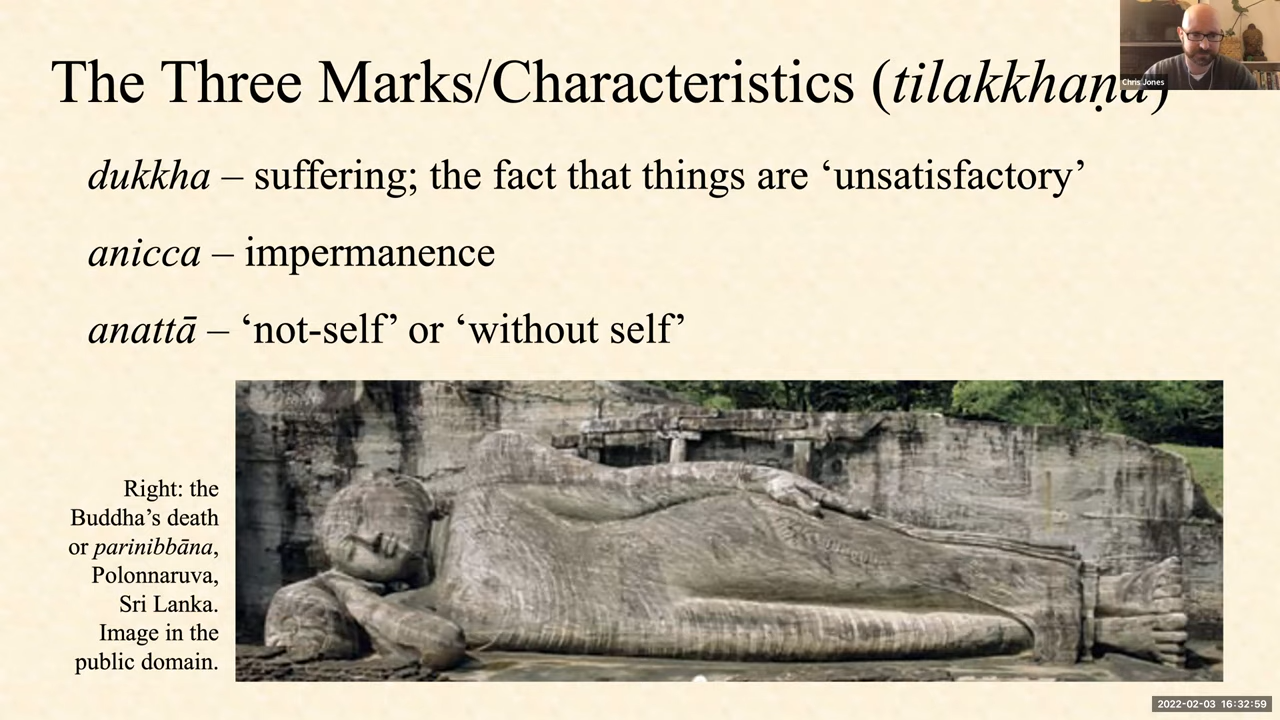 The Three Marks/Characteristics (tilakkhaṇa)
Chris Jones
dukkha – suffering; the fact that things are ‘unsatisfactory’
anicca – impermanence
anattā – ‘not-self’ or ‘without self’
Right: the
Buddha’s death
or parinibbāna,
Polonnaruva,
Sri Lanka.
Image in the
public domain.
2022-02-03 16:32:59